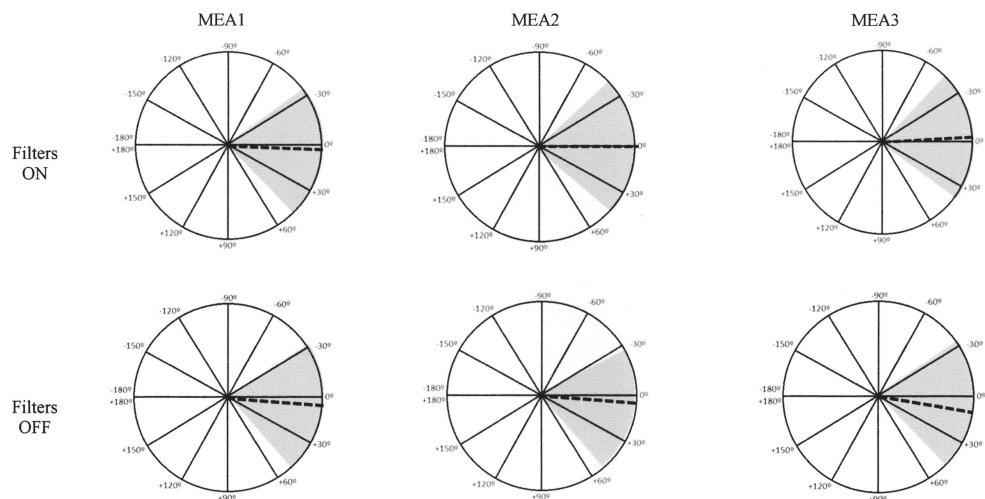 MEA1 MEA2 MEA3
Filters
ON
-90º
-120º -60º
-150º -30º
-180º 0º
+180º
+150º +30º
+120º +60º
+90º
-90º
-120º -60º
-150º -30º
-180º 0º
+180º
+150º +30º
+120º +60º
+90º
-90º
-120º -60º
-150º -30º
-180º 0º
+180º
+150º +30º
+120º +60º
+90º
Filters
OFF
-90º
-120º -60º
-150º -30º
-180º 0º
+180º
+150º +30º
+120º +60º
+90º
-90º
-120º -60º
-150º -30º
-180º 0º
+180º
+150º +30º
+120º +60º
+90º
-90º
-120º -60º
-150º -30º
-180º 0º
+180º
+150º +30º
+120º +60º
+90º